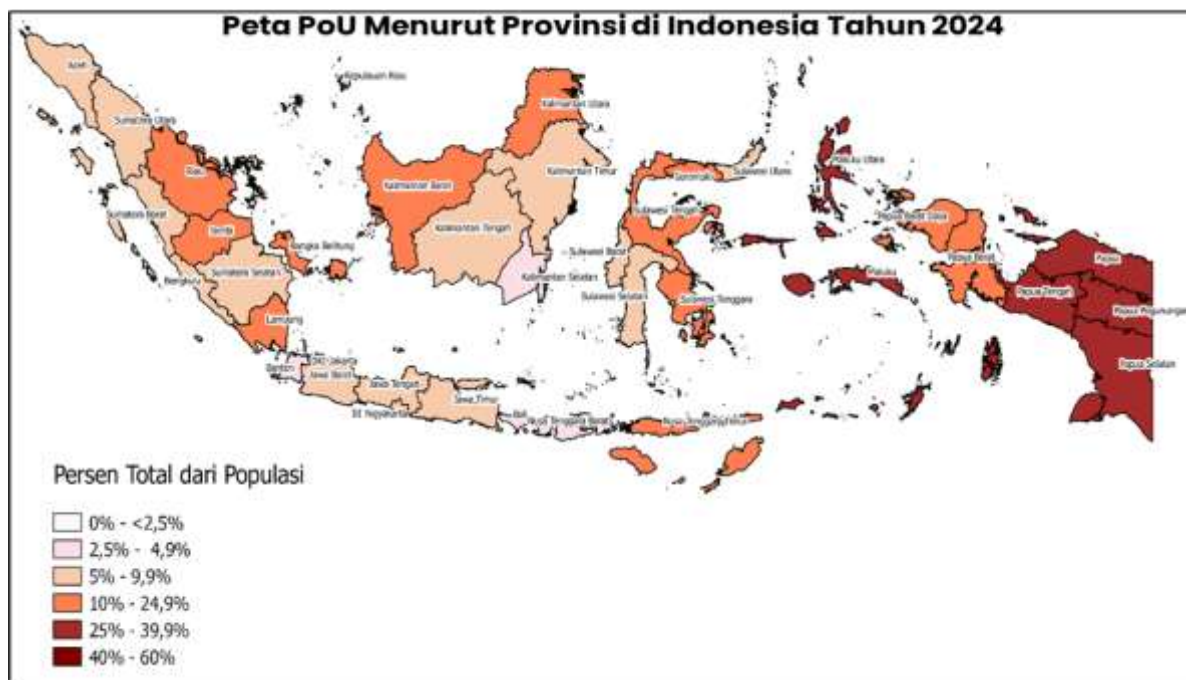 Peta PoU Menurut Provinsi di Indonesia Tahun 2024
Aceh
Kepulauan Riau
Sumatera Utara
Kalimantan Utara
Maluku Utara
Riau
Kalimantan Barat
Kalimantan Timur
Gorontalo
Sulawesi Utara
Sumatera Barat
Jambi
Kalimantan Tengah
Sulawesi Tengah
Papua Barat Daya
Bangka Belitung
Sulawesi Barat
Papua Barat
Papua
Bengkulu
Sumatera Selatan
Kalimantan Selatan
Maluku
Papua Tengah
Sulawesi Selatan
Sulawesi Tenggara
Papua Pegunungan
Lampung
DKI Jakarta
Banten
Jawa Barat
Papua Selatan
Jawa Tengah
Jawa Timur
DI Yogyakarta
Bali
Nusa Tenggara Barat
Nusa Tenggara Timur
Persen Total dari Populasi
0% - <2,5%
2,5% - 4,9%
5% - 9,9%
10% - 24,9%
25% - 39,9%
40% - 60%